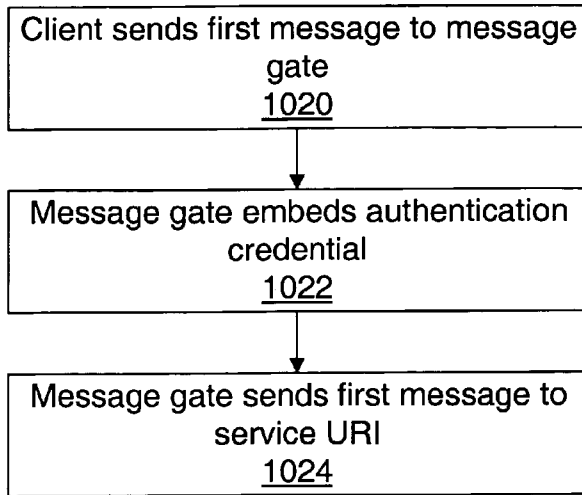 Client sends first message to message
gate
1020
Message gate embeds authentication
credential
1022
Message gate sends first message to
service URI
1024